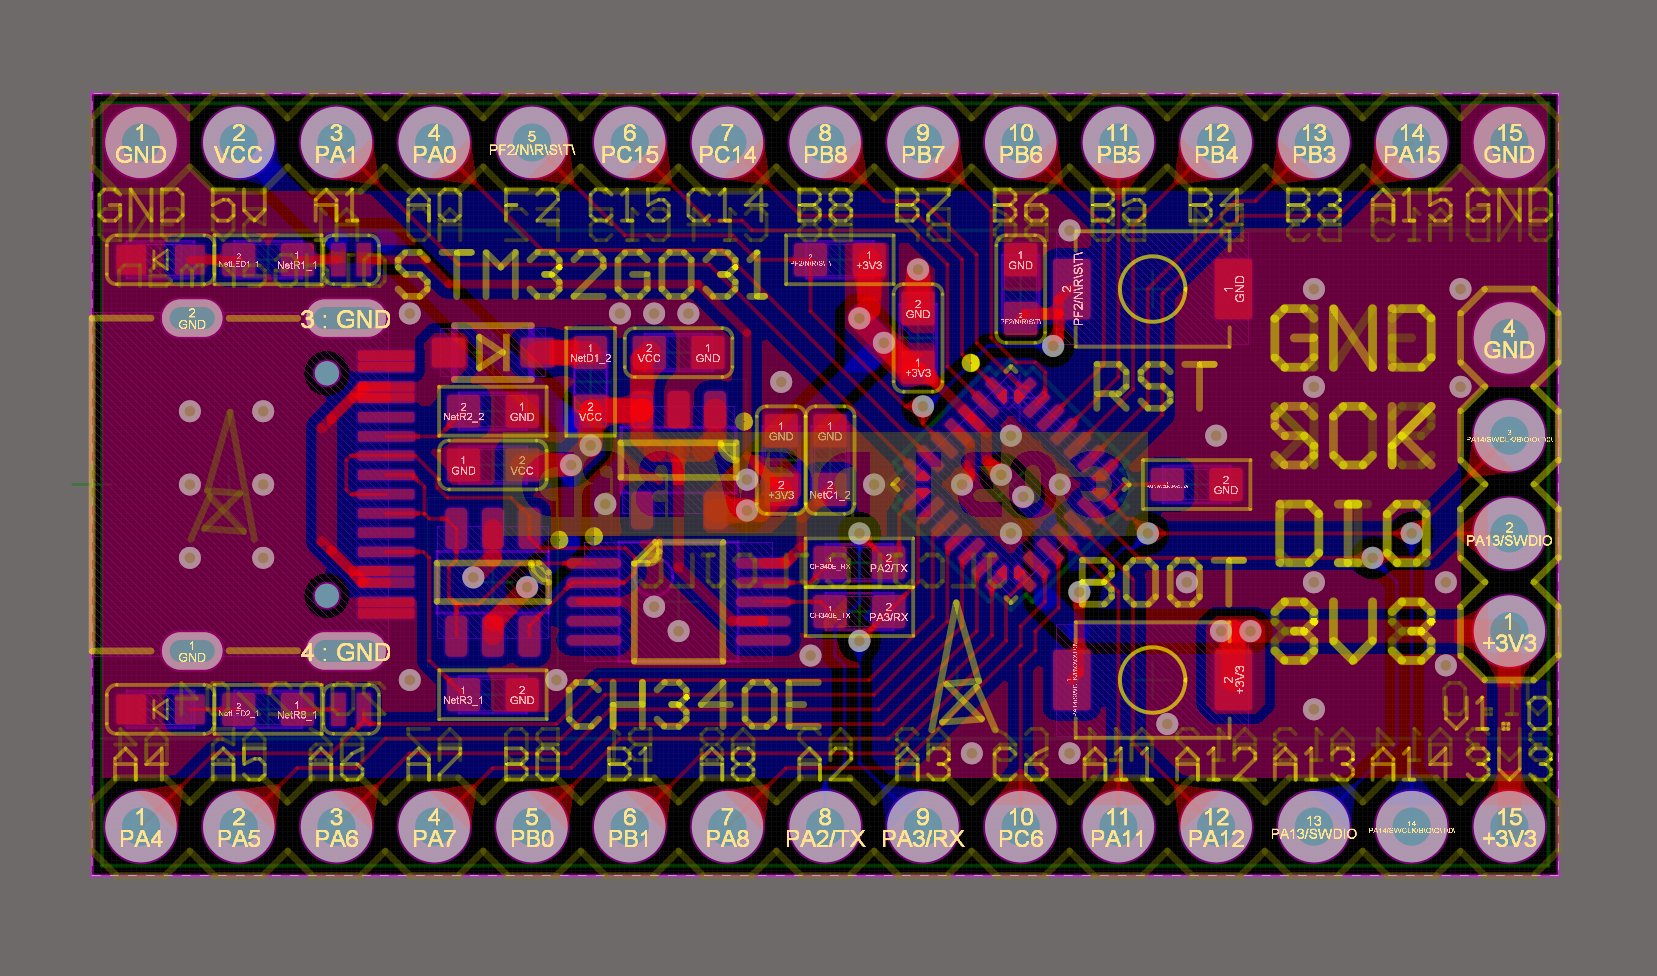 1 2 3 4 5 6 7 8 9 10 11 12 13 14 15
GND VCC PA1 PA0 PF2/N\R\S\T\ PC15 PC14 PB8 PB7 PB6 PB5 PB4 PB3 PA15 GND
GND 5V A1 A0 F2 C15 C14 B8 B7 B6 B5 B4 B3 A15 GND
2 NetLED1_1
1 NetR1_1
STM32G031
PF2/N\R\S\T\
1 +3V3
1 GND
2 PF2/N\R\S\T\
2 PF2/N\R\S\T\
1 GND
2 GND
3 : GND
2 GND
1 +3V3
GND
4 GND
NetD1_2
2 VCC
1 GND
RST
2 NetR2_2
1 GND
2 VCC
1 GND
1 GND
SCK
3
1 GND
2 VCC
2 +3V3
2 NetC1_2
2 GND
DIO
2 PA13/SWDIO
1 CH340E_RX
2 PA2/TX
BOOT
1 CH340E_TX
2 PA3/RX
3V3
1 +3V3
1 GND
4 : GND
1 NetR3_1
2 GND
CH340E
2 +3V3
2 NetLED2_1
V1.0
A4 A5 A6 A7 B0 B1 A8 A2 A3 C6 A11 A12 A13 A14 3V3
1 2 3 4 5 6 7 8 9 10 11 12 13 14 15
PA4 PA5 PA6 PA7 PB0 PB1 PA8 PA2/TX PA3/RX PC6 PA11 PA12 PA13/SWDIO +3V3